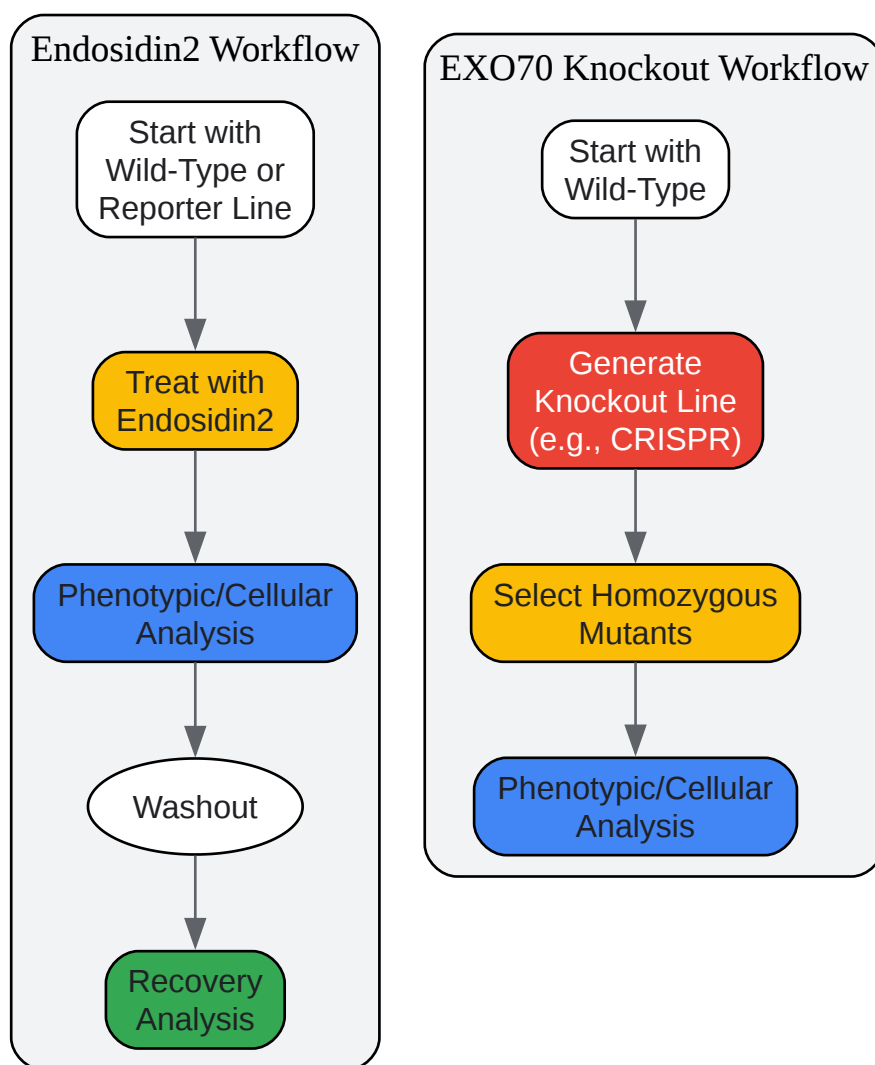 Endosidin2 Workflow
Start with
Wild-Type or
Reporter Line
Treat with
Endosidin2
Phenotypic/Cellular
Analysis
Washout
Recovery
Analysis
EXO70 Knockout Workflow
Start with
Wild-Type
Generate
Knockout Line
(e.g., CRISPR)
Select Homozygous
Mutants
Phenotypic/Cellular
Analysis